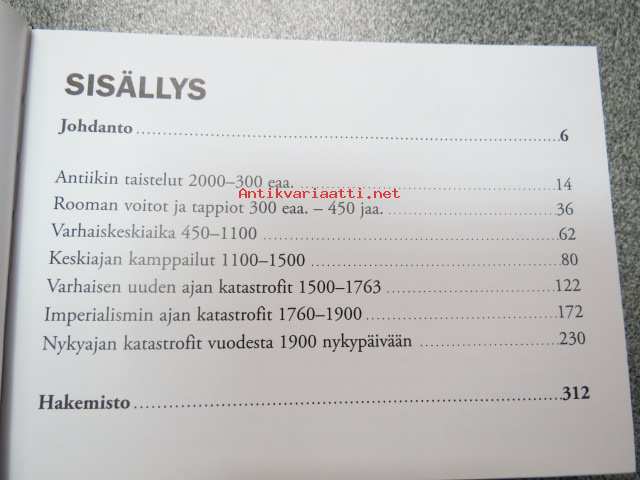 SISÄLLYS
Johdanto 6
Antiikin taistelut 2000–300 eaa. 14
Antikvariaatti.net
Rooman voitot ja tappiot 300 eaa. – 450 jaa. 36
Varhaiskeskiaika 450–1100 62
Keskiajan kamppailut 1100–1500 80
Varhaisen uuden ajan katastrofit 1500–1763 122
Imperialismin ajan katastrofit 1760–1900 172
Nykyajan katastrofit vuodesta 1900 nykypäivään 230
Hakemisto 312